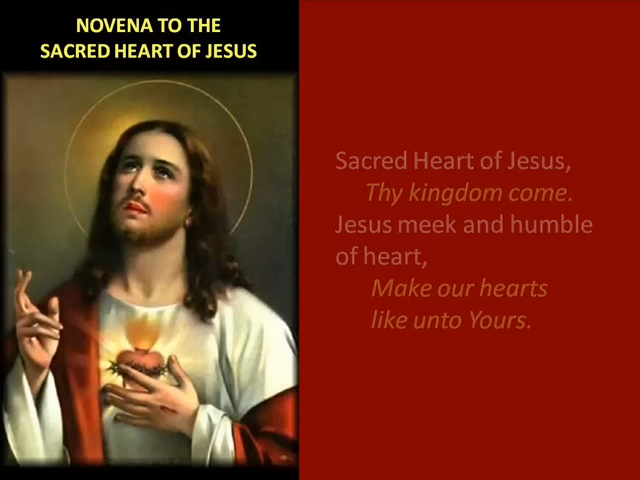 NOVENA TO THE
SACRED HEART OF JESUS
Sacred Heart of Jesus,
Thy kingdom come.
Jesus meek and humble
of heart,
Make our hearts
like unto Yours.